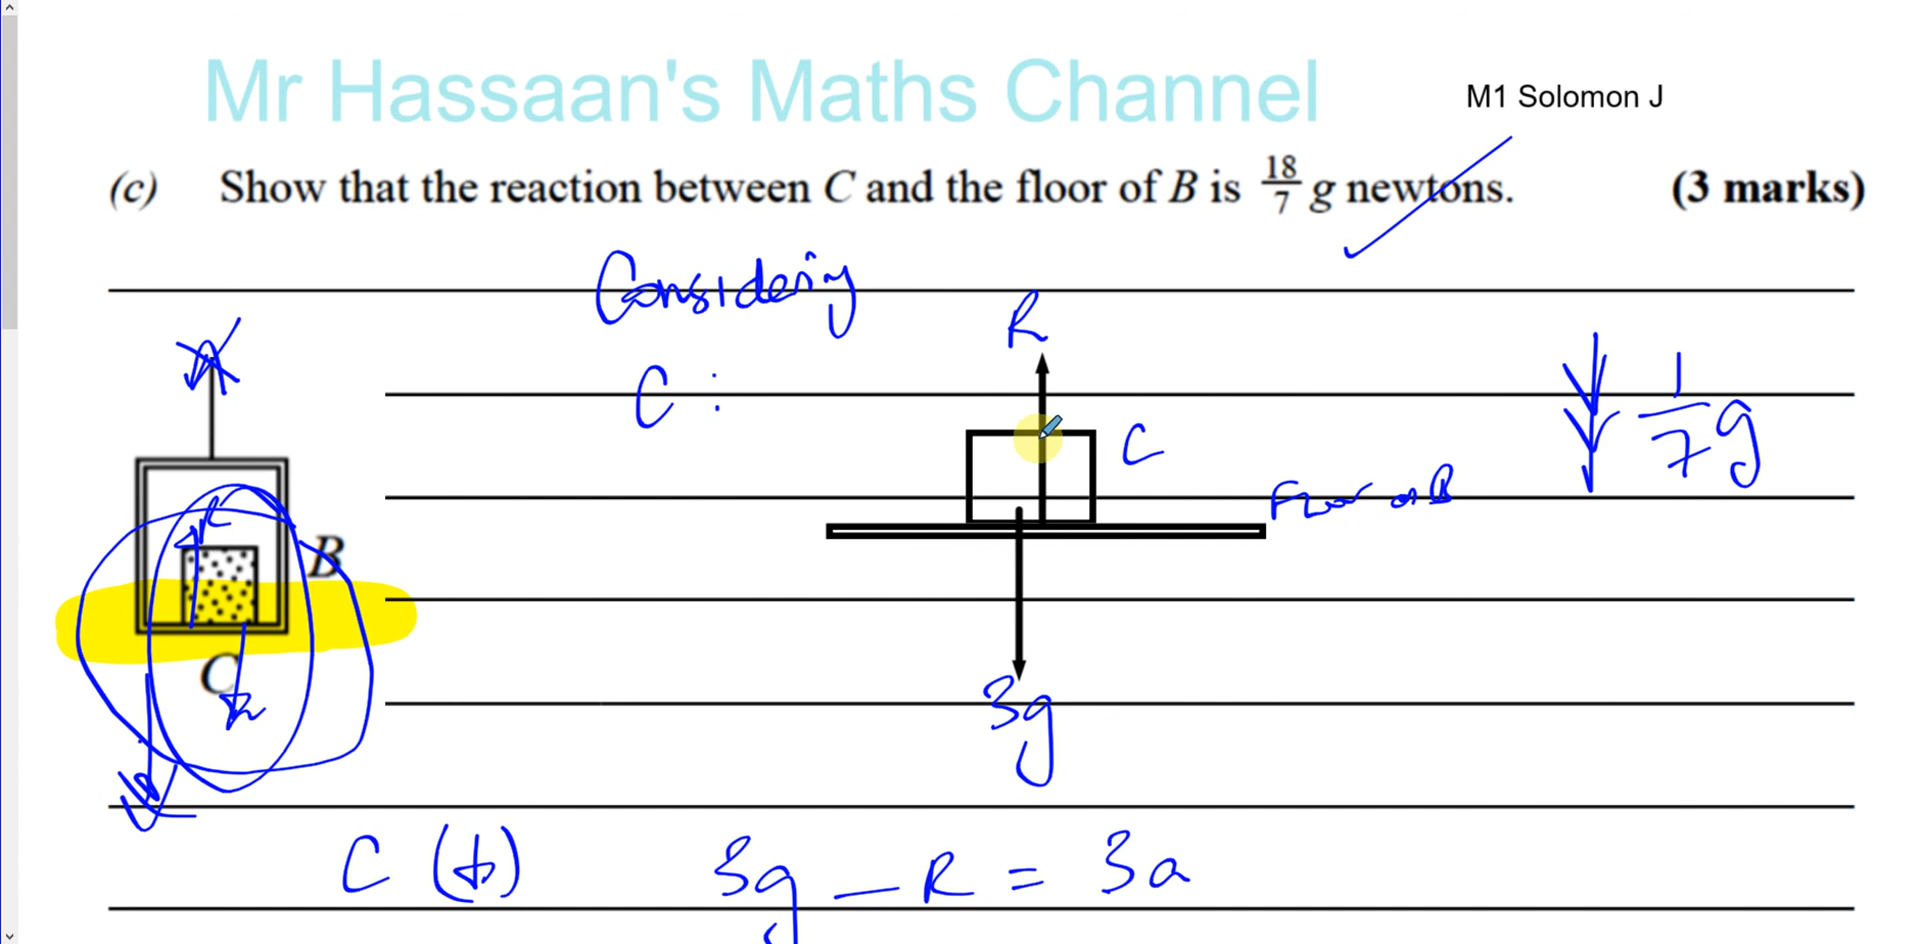 Mr Hassaan's Maths Channel
M1 Solomon J
(c) Show that the reaction between C and the floor of B is 18/7 g newtons. (3 marks)
Considering
C :
R
C
1/7 g
Floor of B
R
B
C
3g
C (↓) 3g - R = 3a